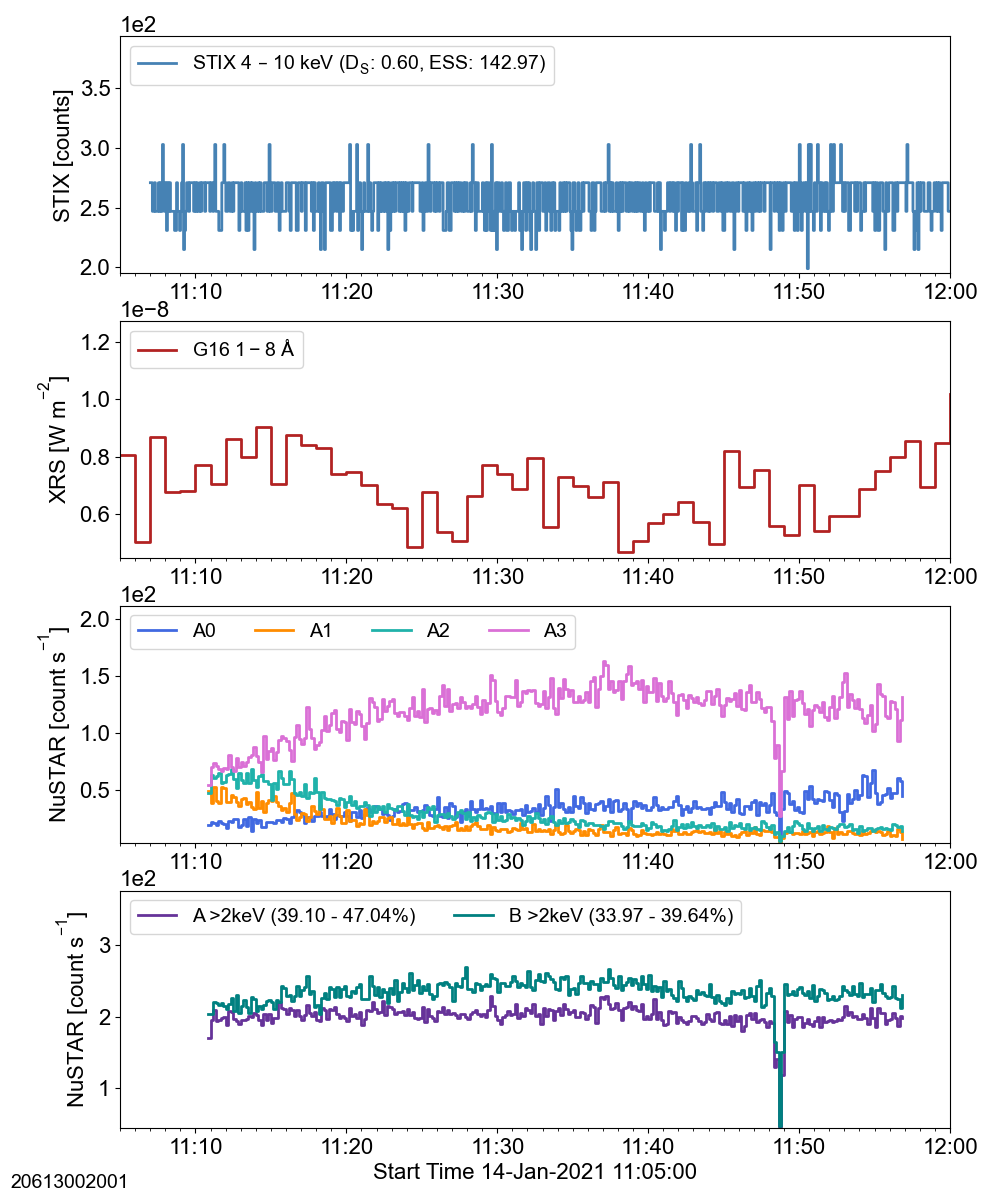 1e2
STIX 4 – 10 keV (DS: 0.60, ESS: 142.97)
STIX [counts]
3.5
3.0
2.5
2.0
11:10 11:20 11:30 11:40 11:50 12:00
1e−8
G16 1 – 8 Å
XRS [W m−2]
1.2
1.0
0.8
0.6
11:10 11:20 11:30 11:40 11:50 12:00
1e2
A0 A1 A2 A3
NuSTAR [count s−1]
2.0
1.5
1.0
0.5
11:10 11:20 11:30 11:40 11:50 12:00
1e2
A >2keV (39.10 - 47.04%) B >2keV (33.97 - 39.64%)
NuSTAR [count s−1]
3
2
1
11:10 11:20 11:30 11:40 11:50 12:00
Start Time 14-Jan-2021 11:05:00
20613002001